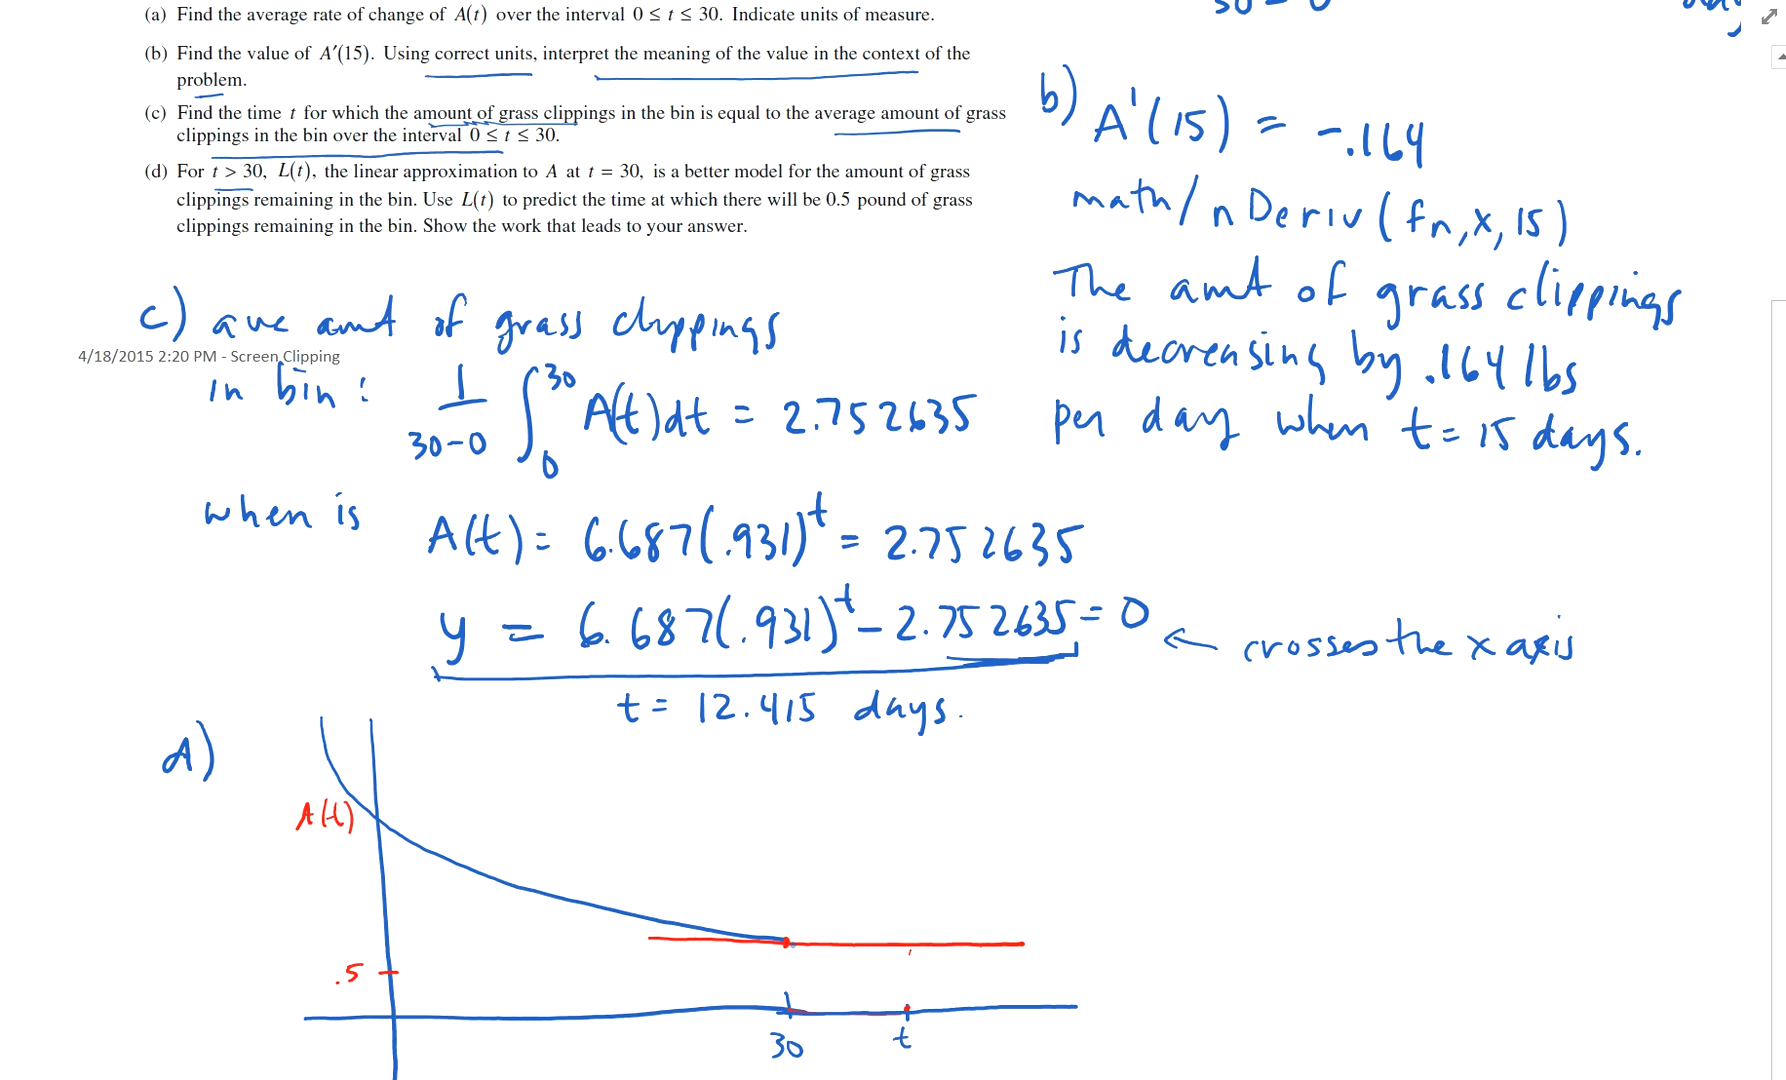 (a) Find the average rate of change of A(t) over the interval 0 ≤ t ≤ 30. Indicate units of measure.
(b) Find the value of A′(15). Using correct units, interpret the meaning of the value in the context of the
problem.
(c) Find the time t for which the amount of grass clippings in the bin is equal to the average amount of grass
clippings in the bin over the interval 0 ≤ t ≤ 30.
(d) For t > 30, L(t), the linear approximation to A at t = 30, is a better model for the amount of grass
clippings remaining in the bin. Use L(t) to predict the time at which there will be 0.5 pound of grass
clippings remaining in the bin. Show the work that leads to your answer.
30-0
day
b) A'(15) = -.164
math/nDeriv(fn,x,15)
The amt of grass clippings
is decreasing by .164 lbs
per day when t = 15 days.
c) ave amt of grass clippings
4/18/2015 2:20 PM - Screen Clipping
in bin: 1/(30-0) ∫₀³⁰ A(t)dt = 2.752635
when is A(t) = 6.687(.931)^t = 2.752635
y = 6.687(.931)^t - 2.752635 = 0 ← crosses the x axis
t = 12.415 days.
d)
A(t)
.5
30 t